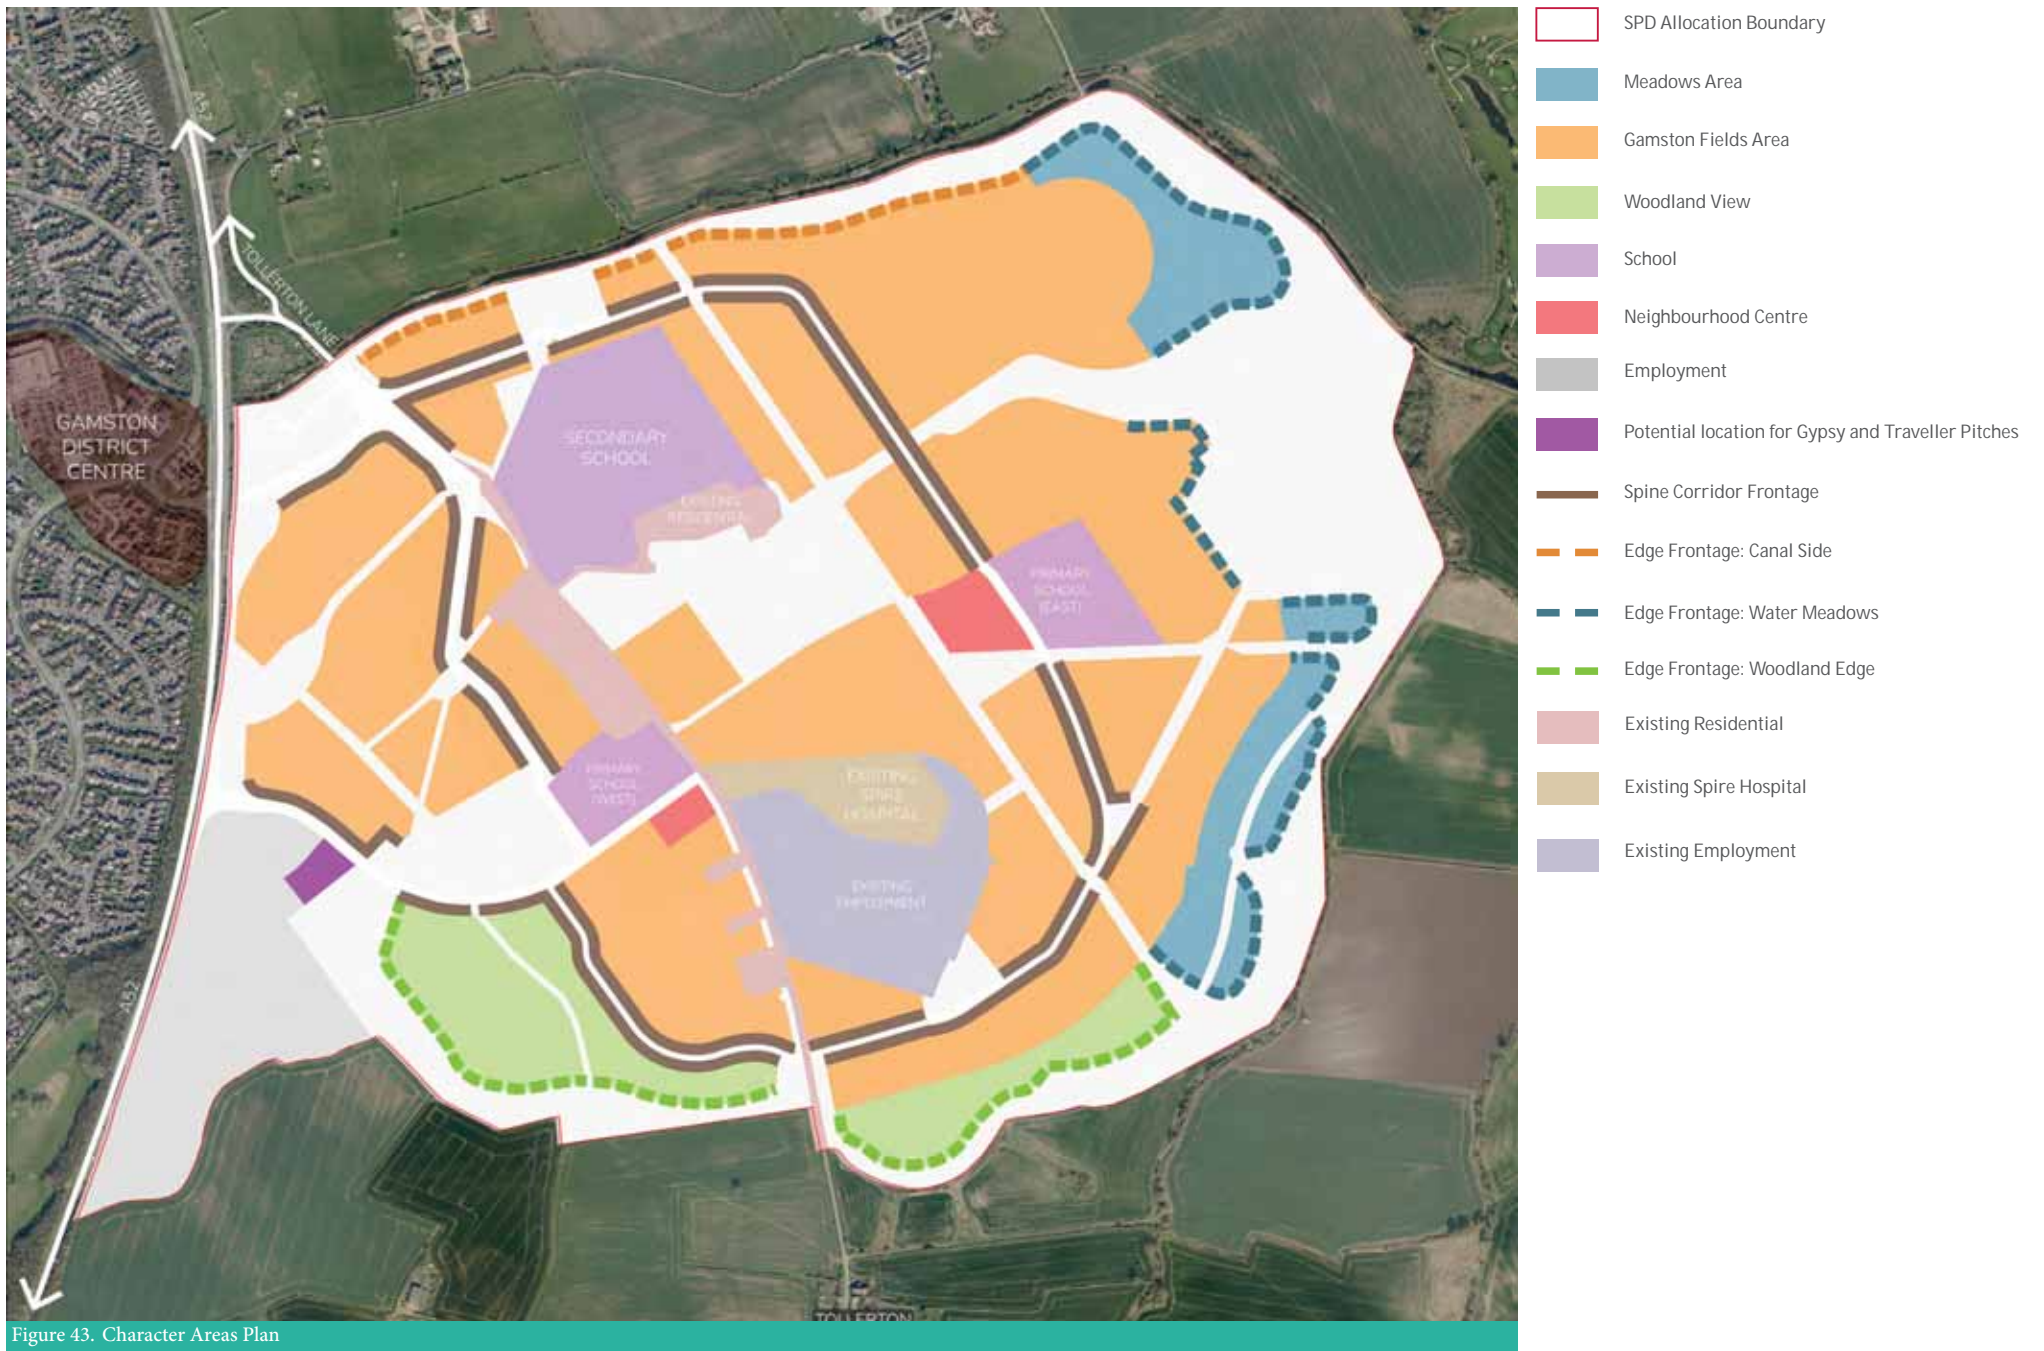 A52
TOLLERTON LANE
GAMSTON
DISTRICT
CENTRE
SECONDARY
SCHOOL
EXISTING
RESIDENTIAL
PRIMARY
SCHOOL
(EAST)
PRIMARY
SCHOOL
(WEST)
EXISTING
SPIRE
HOSPITAL
EXISTING
EMPLOYMENT
A52
TOLLERTON
SPD Allocation Boundary
Meadows Area
Gamston Fields Area
Woodland View
School
Neighbourhood Centre
Employment
Potential location for Gypsy and Traveller Pitches
Spine Corridor Frontage
Edge Frontage: Canal Side
Edge Frontage: Water Meadows
Edge Frontage: Woodland Edge
Existing Residential
Existing Spire Hospital
Existing Employment
Figure 43. Character Areas Plan